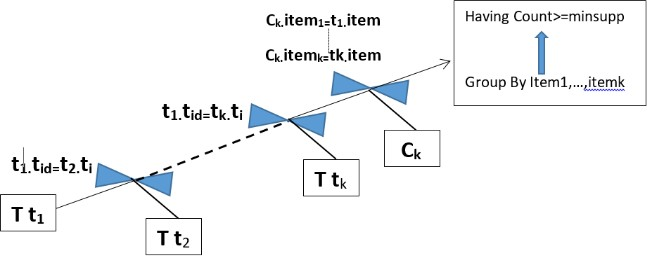 Cₖ.item₁=t₁.item
Cₖ.itemₖ=tk.item
Having Count>=minsupp
Group By Item1,...,itemk
t₁.tid=tₖ.ti
Cₖ
t₁.tid=t₂.ti
T tₖ
T t₁
T t₂